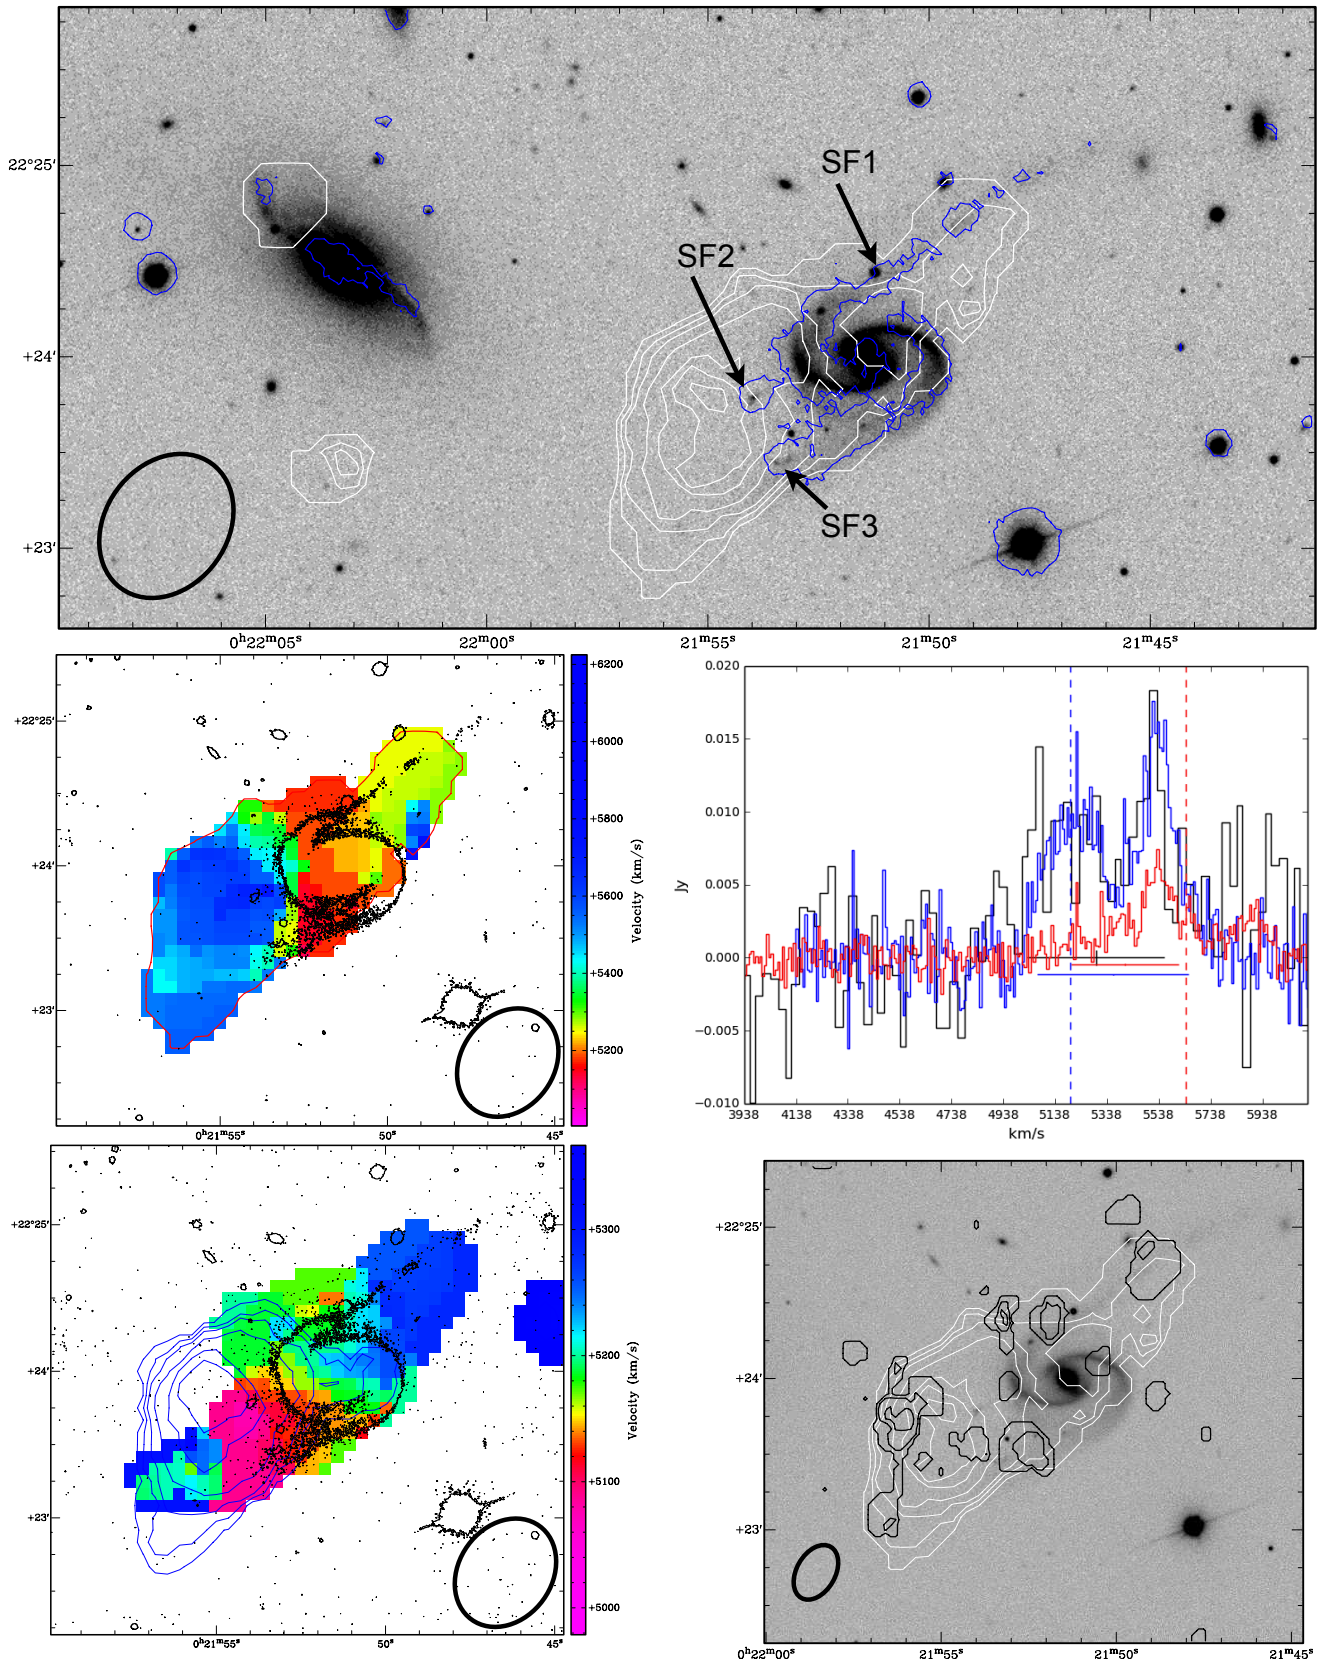 SF1
22°25′
SF2
+24′
SF3
+23′
0ʰ22ᵐ05ˢ 22ᵐ00ˢ 21ᵐ55ˢ 21ᵐ50ˢ 21ᵐ45ˢ
+6200
+22°25′
+6000
+5800
+24′
+5600
Velocity (km/s)
+5400
+23′
+5200
0ʰ21ᵐ55ˢ 50ˢ 45ˢ
0.020
0.015
0.010
0.005
Jy
0.000
−0.005
−0.010
3938 4138 4338 4538 4738 4938 5138 5338 5538 5738 5938
km/s
+22°25′
+5300
+24′
+5200
Velocity (km/s)
+5100
+23′
+5000
0ʰ21ᵐ55ˢ 50ˢ 45ˢ
+22°25′
+24′
+23′
0ʰ22ᵐ00ˢ 21ᵐ55ˢ 21ᵐ50ˢ 21ᵐ45ˢ